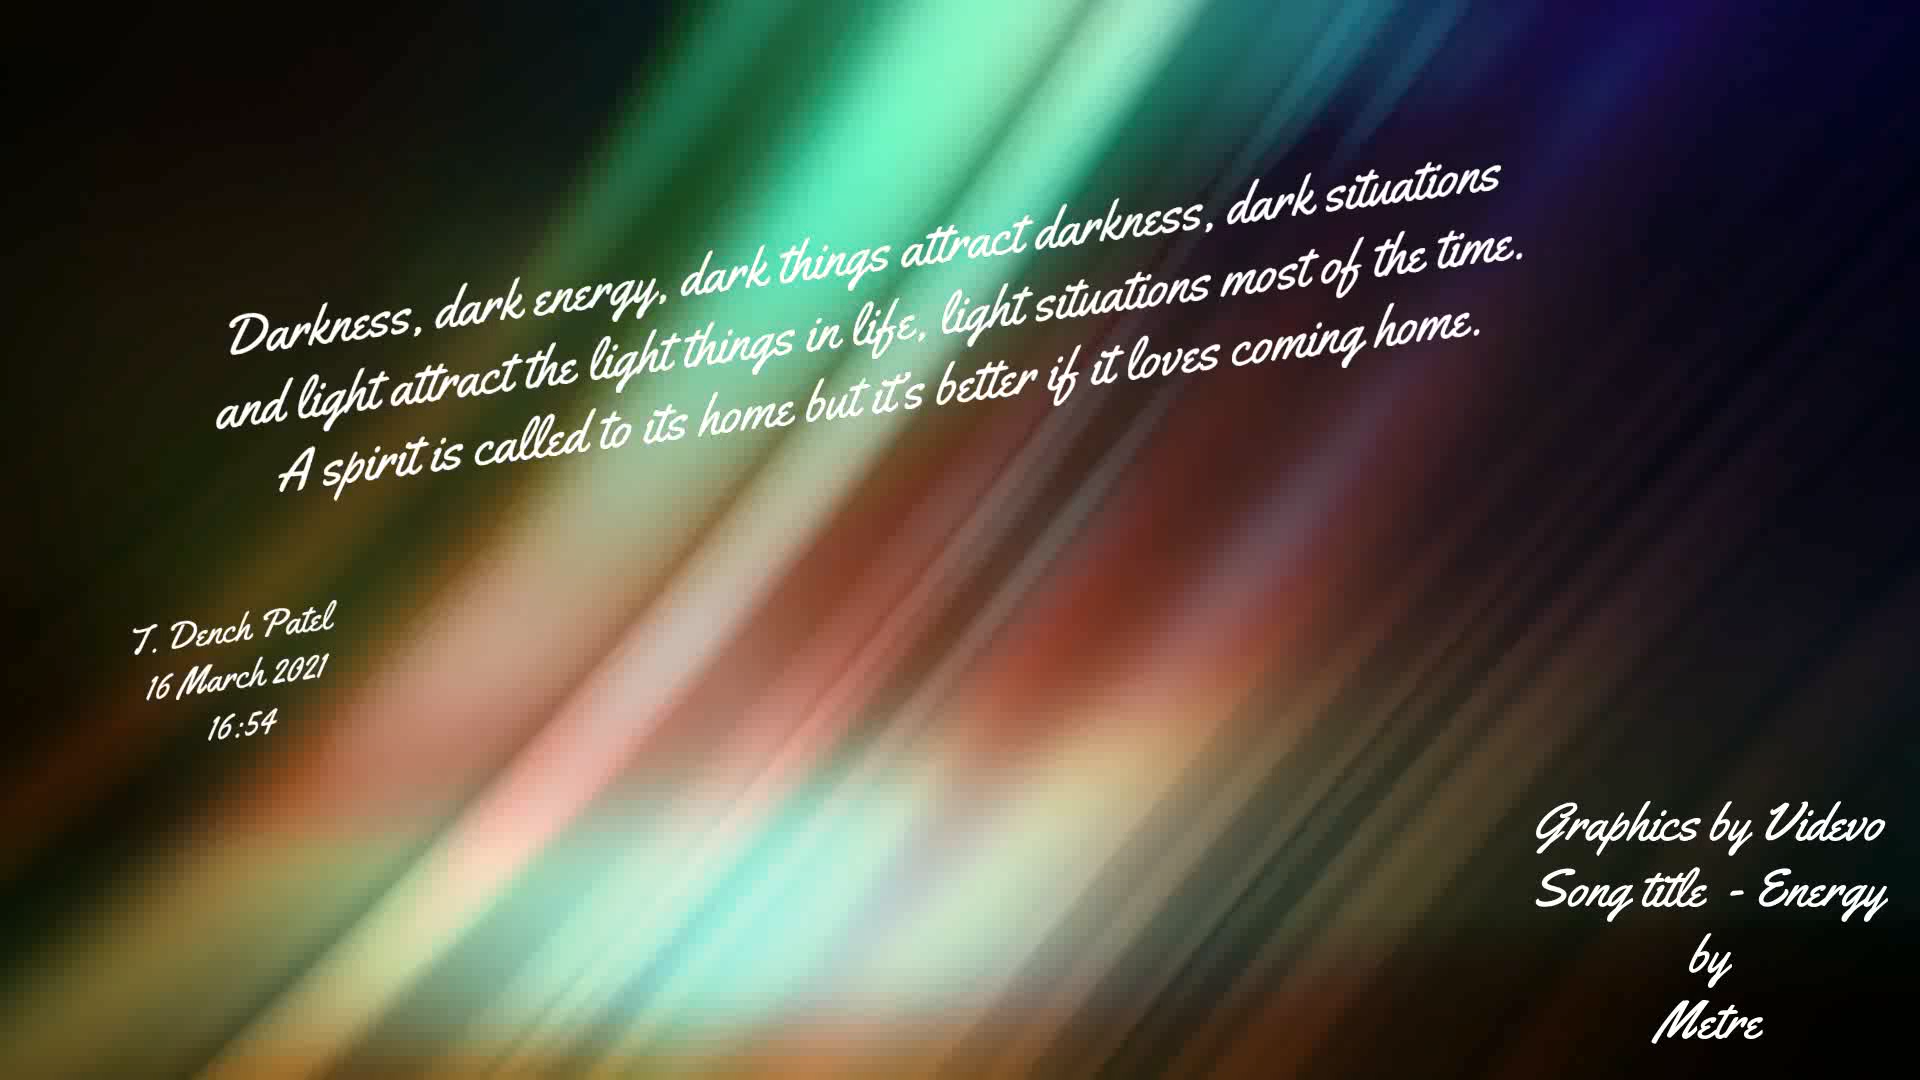 Darkness, dark energy, dark things attract darkness, dark situations
and light attract the light things in life, light situations most of the time.
A spirit is called to its home but it's better if it loves coming home.
T. Dench Patel
16 March 2021
16:54
Graphics by Videvo
Song title - Energy
by
Metre